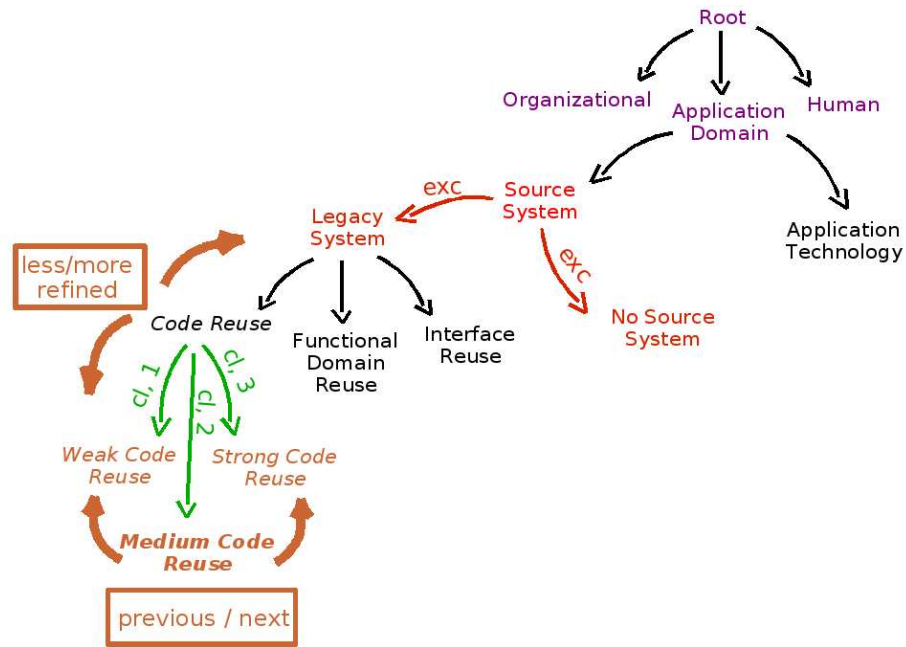 Root
Organizational
Application
Domain
Human
exc
Source
System
Legacy
System
Application
Technology
exc
less/more
refined
Code Reuse
Functional
Domain
Reuse
Interface
Reuse
No Source
System
cl, 1
cl, 2
cl, 3
Weak Code
Reuse
Strong Code
Reuse
Medium Code
Reuse
previous / next